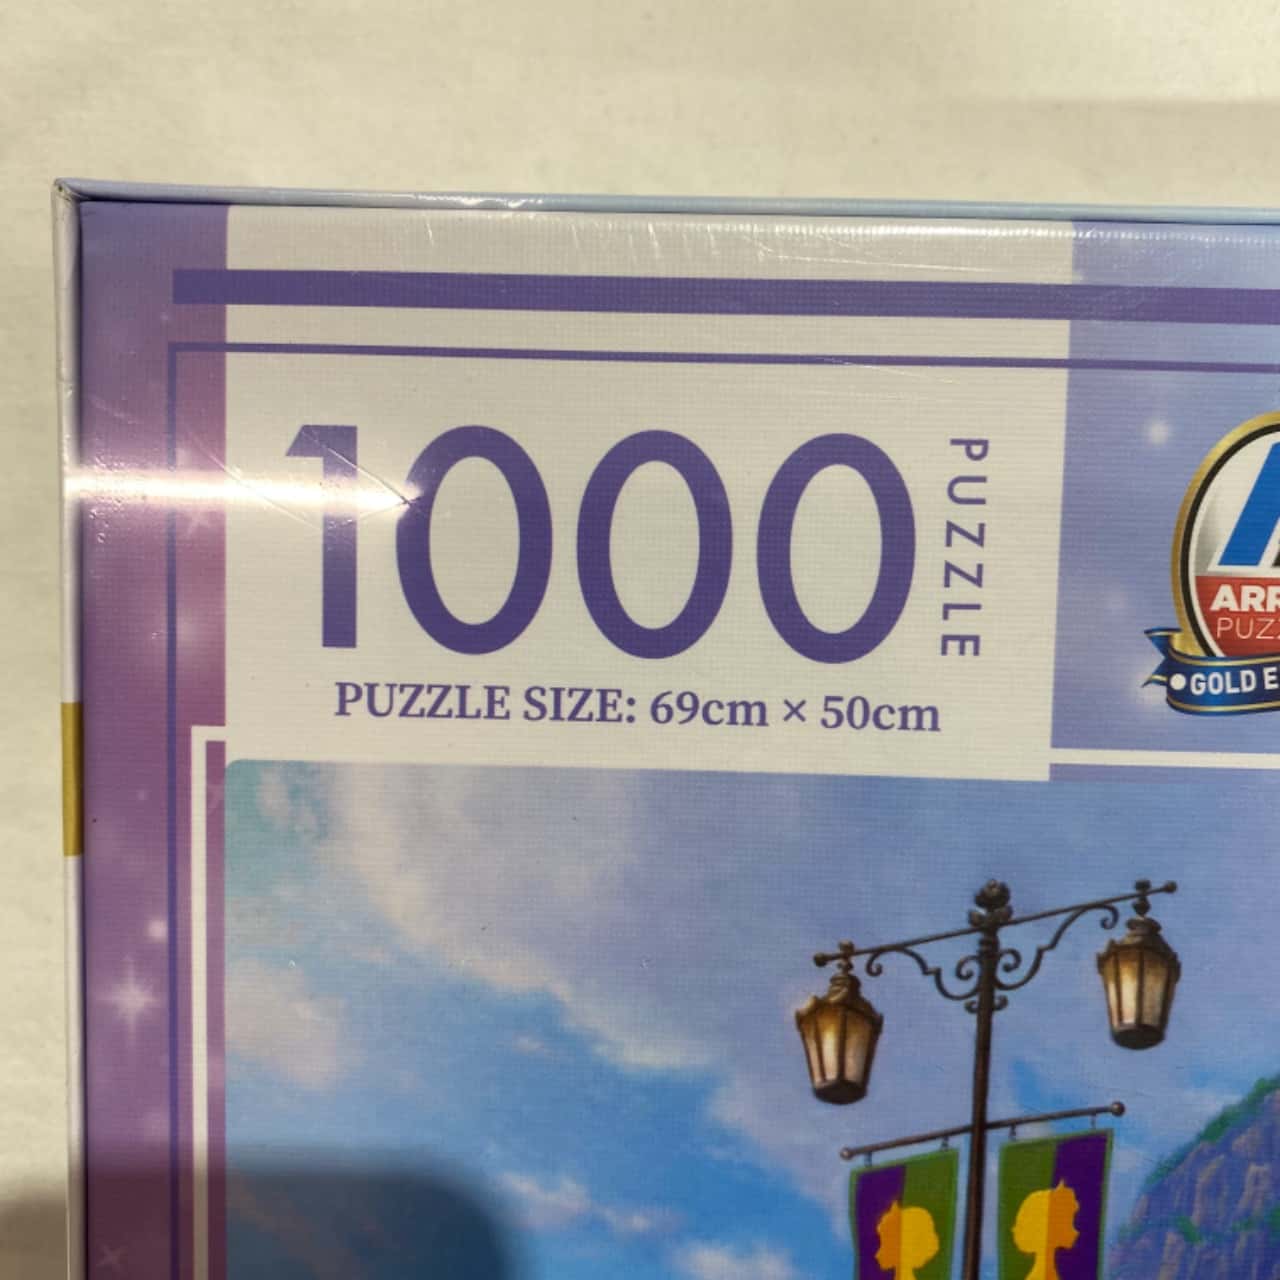 1000
PUZZLE
PUZZLE SIZE: 69cm × 50cm
GOLD